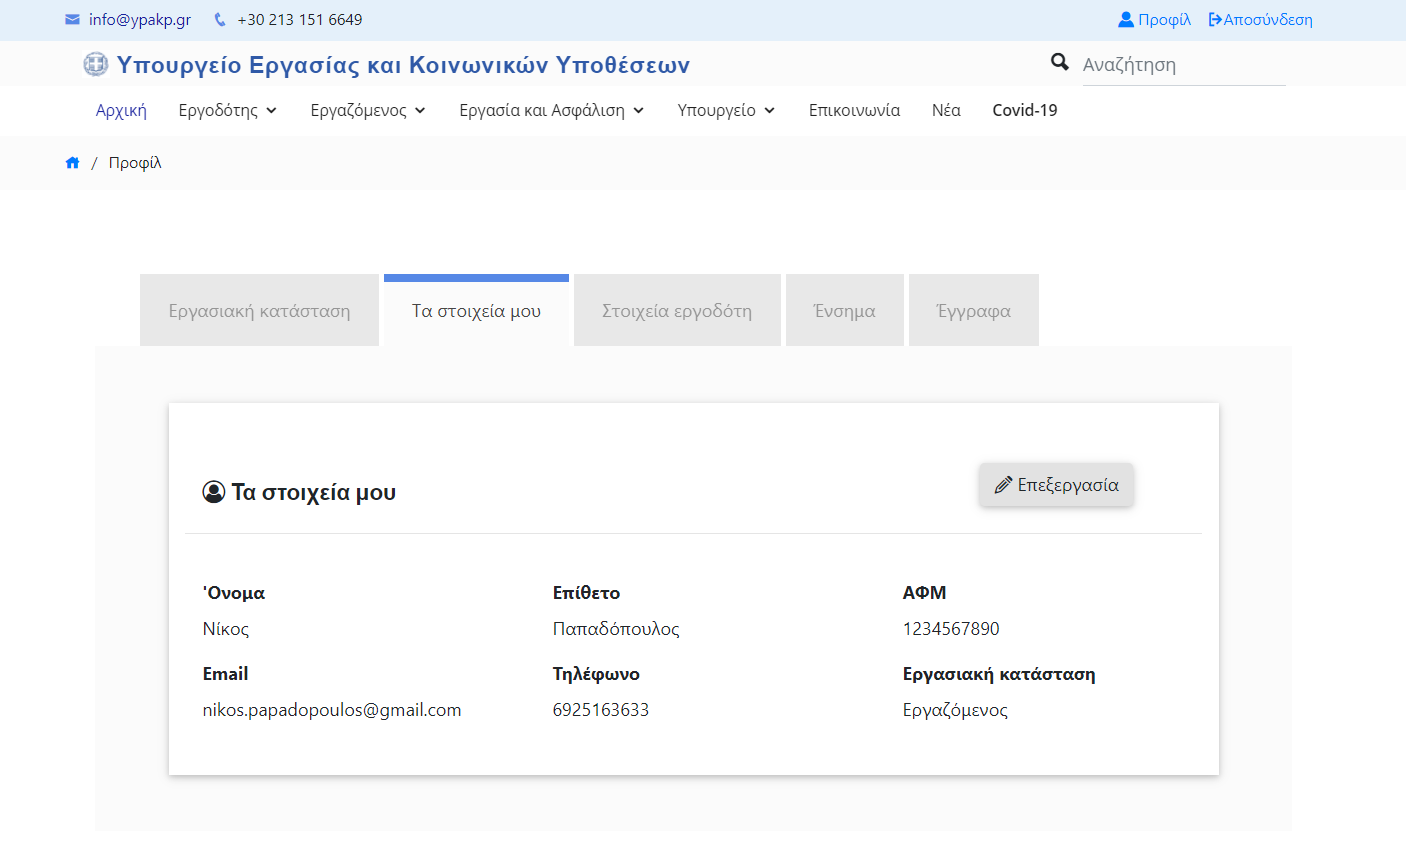 info@ypakp.gr +30 213 151 6649 Προφίλ Αποσύνδεση
Υπουργείο Εργασίας και Κοινωνικών Υποθέσεων Αναζήτηση
Αρχική Εργοδότης Εργαζόμενος Εργασία και Ασφάλιση Υπουργείο Επικοινωνία Νέα Covid-19
/ Προφίλ
Εργασιακή κατάσταση Τα στοιχεία μου Στοιχεία εργοδότη Ένσημα Έγγραφα
Τα στοιχεία μου Επεξεργασία
'Ονομα Επίθετο ΑΦΜ
Νίκος Παπαδόπουλος 1234567890
Email Τηλέφωνο Εργασιακή κατάσταση
nikos.papadopoulos@gmail.com 6925163633 Εργαζόμενος